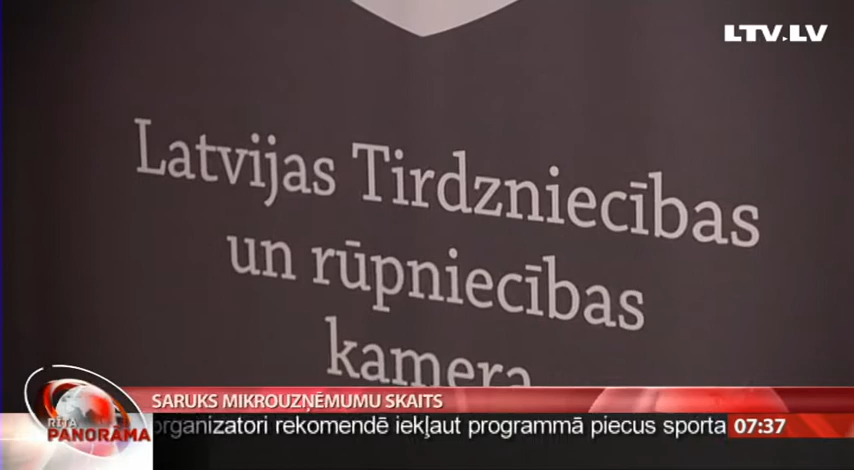 LTV.LV
Latvijas Tirdzniecības
un rūpniecības
kamera
SARUKS MIKROUZŅĒMUMU SKAITS
RĪTA
PANORĀMA
organizatori rekomendē iekļaut programmā piecus sporta
07:37